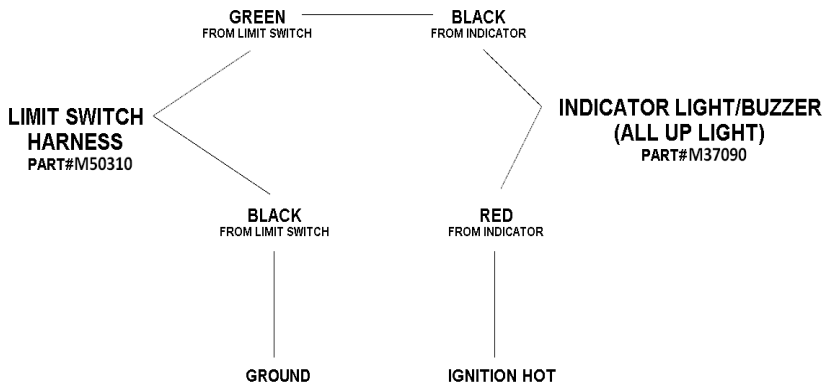 GREEN
FROM LIMIT SWITCH
BLACK
FROM INDICATOR
LIMIT SWITCH
HARNESS
PART#M50310
INDICATOR LIGHT/BUZZER
(ALL UP LIGHT)
PART#M37090
BLACK
FROM LIMIT SWITCH
RED
FROM INDICATOR
GROUND
IGNITION HOT